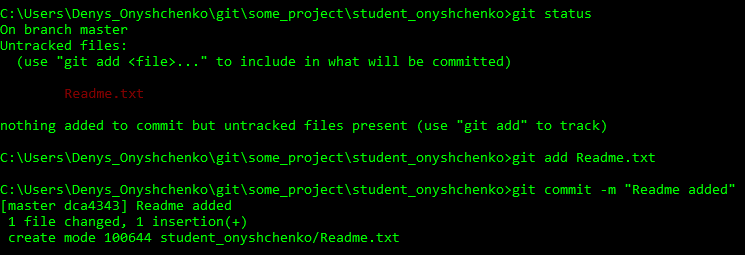 C:\Users\Denys_Onyshchenko\git\some_project\student_onyshchenko>git status
On branch master
Untracked files:
  (use "git add <file>..." to include in what will be committed)

        Readme.txt

nothing added to commit but untracked files present (use "git add" to track)

C:\Users\Denys_Onyshchenko\git\some_project\student_onyshchenko>git add Readme.txt

C:\Users\Denys_Onyshchenko\git\some_project\student_onyshchenko>git commit -m "Readme added"
[master dca4343] Readme added
 1 file changed, 1 insertion(+)
 create mode 100644 student_onyshchenko/Readme.txt